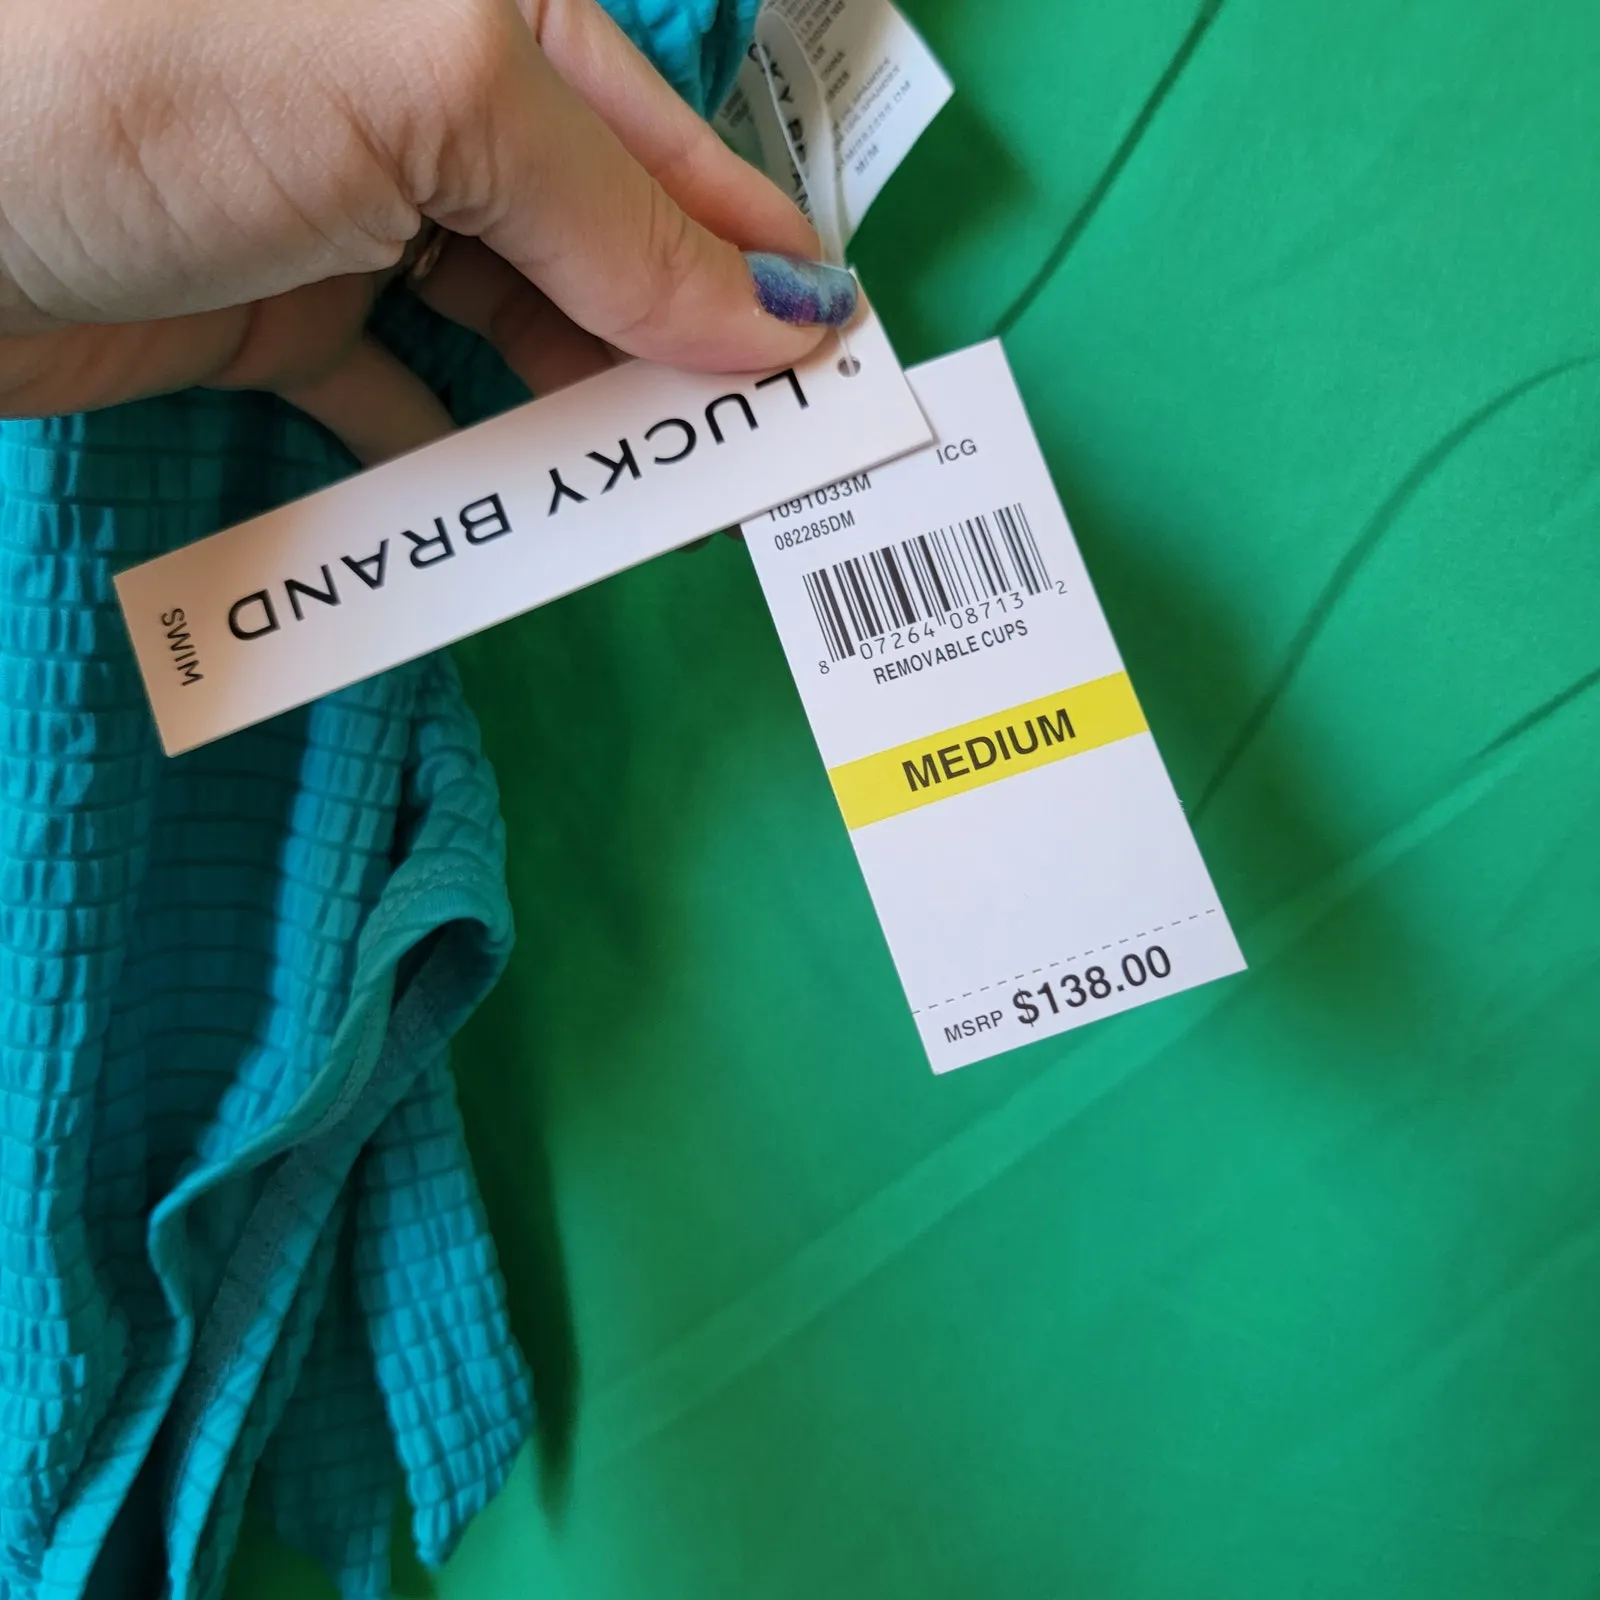 LUCKY BRAND
SWIM
ICG
1091033M
082285DM
8 07264 08713 2
REMOVABLE CUPS
MEDIUM
MSRP $138.00
M/M